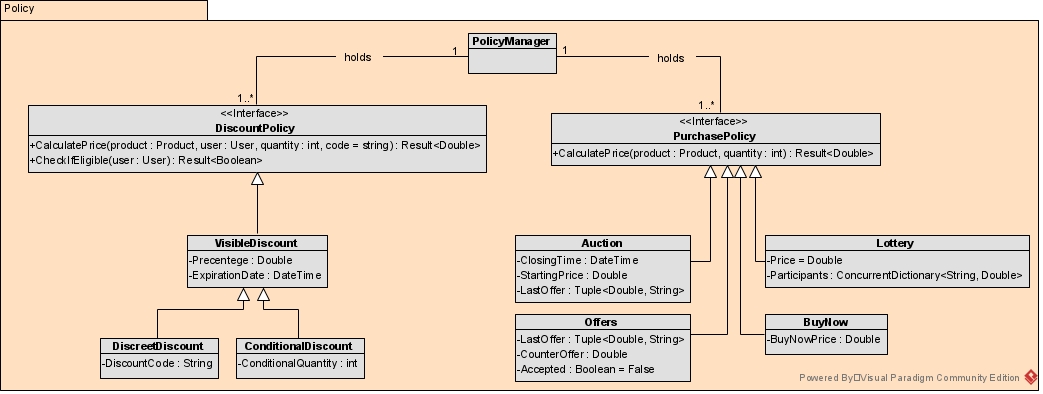 Policy
PolicyManager
1
holds
1..*
1
holds
1..*
<<Interface>>
DiscountPolicy
+CalculatePrice(product : Product, user : User, quantity : int, code = string) : Result<Double>
+CheckIfEligible(user : User) : Result<Boolean>
<<Interface>>
PurchasePolicy
+CalculatePrice(product : Product, quantity : int) : Result<Double>
VisibleDiscount
-Precentege : Double
-ExpirationDate : DateTime
Auction
-ClosingTime : DateTime
-StartingPrice : Double
-LastOffer : Tuple<Double, String>
Lottery
-Price = Double
-Participants : ConcurrentDictionary<String, Double>
DiscreetDiscount
-DiscountCode : String
ConditionalDiscount
-ConditionalQuantity : int
Offers
-LastOffer : Tuple<Double, String>
-CounterOffer : Double
-Accepted : Boolean = False
BuyNow
-BuyNowPrice : Double
Powered By Visual Paradigm Community Edition